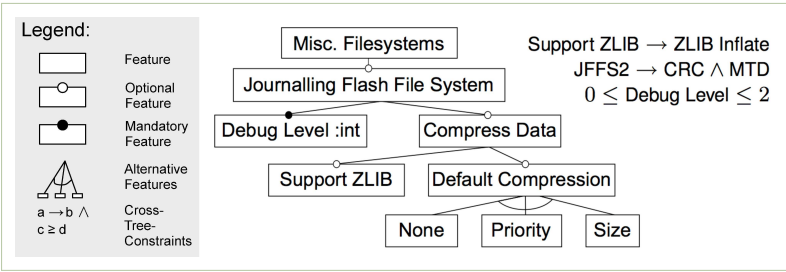 Legend:
Feature
Optional
Feature
Mandatory
Feature
Alternative
Features
a → b ∧
c ≥ d
Cross-
Tree-
Constraints
Misc. Filesystems
Journalling Flash File System
Debug Level :int
Compress Data
Support ZLIB
Default Compression
None
Priority
Size
Support ZLIB → ZLIB Inflate
JFFS2 → CRC ∧ MTD
0 ≤ Debug Level ≤ 2